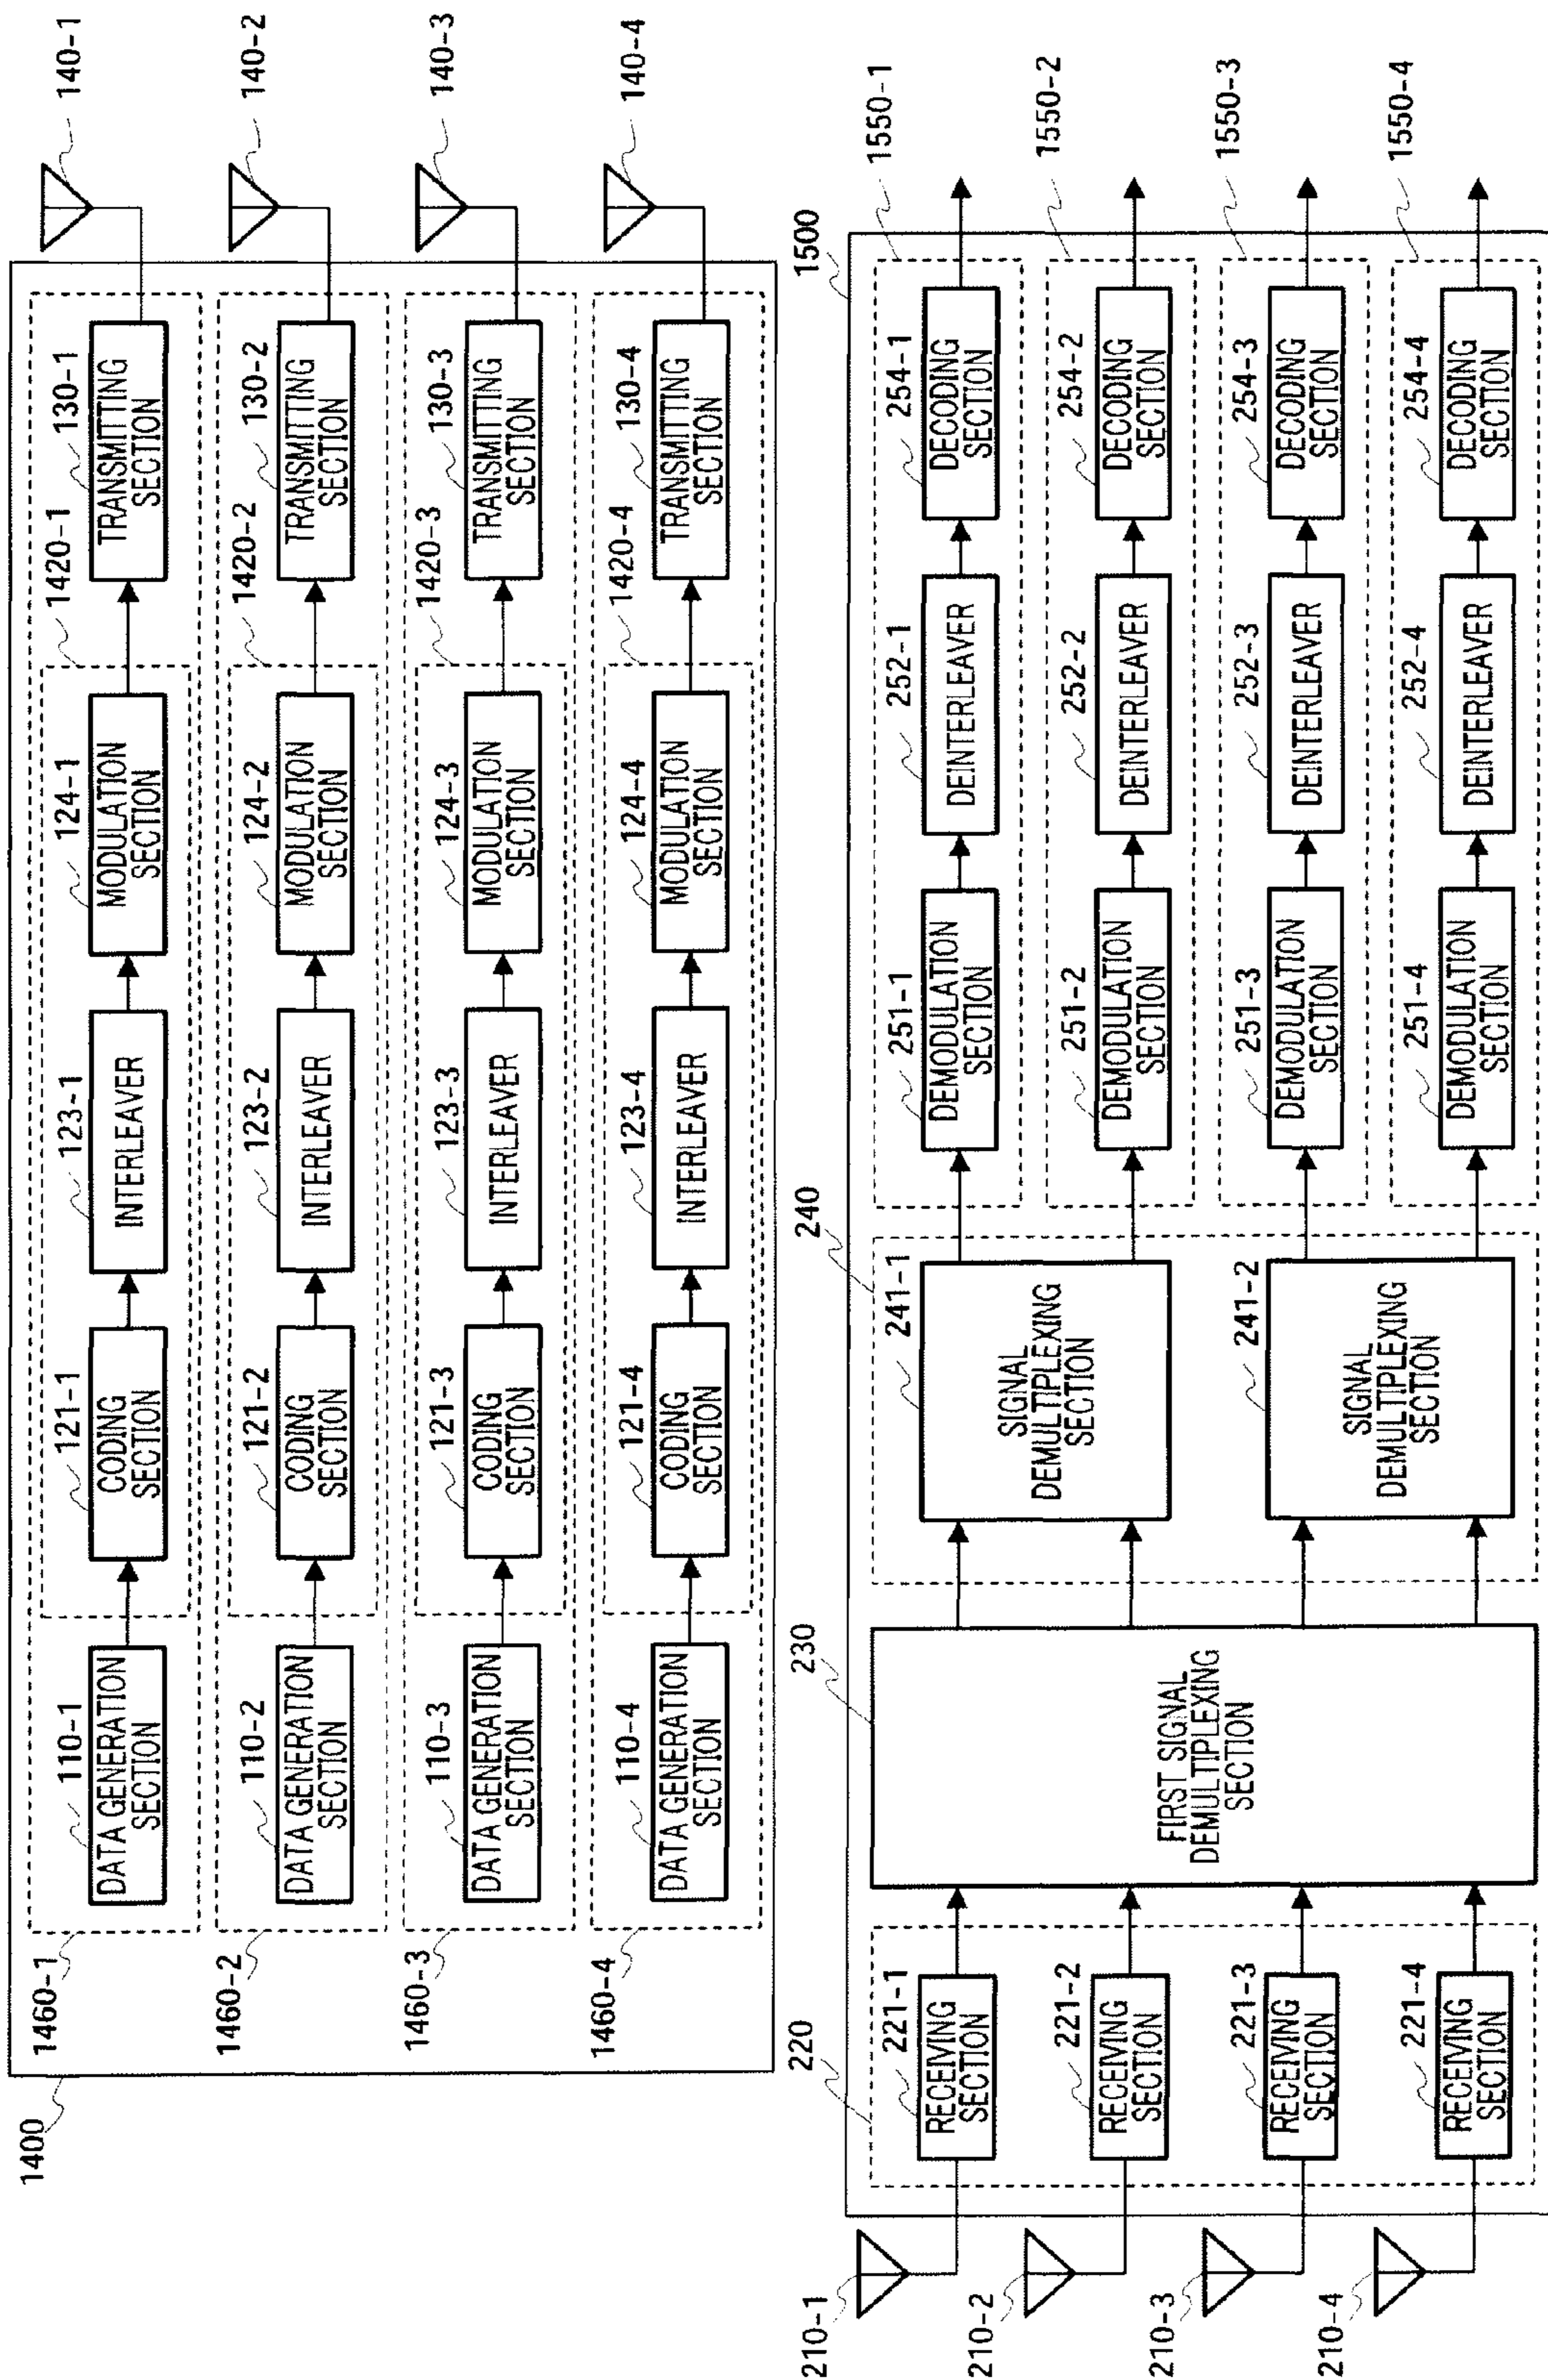 1400
1460-1
110-1
DATA GENERATION
SECTION
121-1
CODING
SECTION
123-1
INTERLEAVER
124-1
MODULATION
SECTION
1420-1
130-1
TRANSMITTING
SECTION
140-1
1460-2
110-2
DATA GENERATION
SECTION
121-2
CODING
SECTION
123-2
INTERLEAVER
124-2
MODULATION
SECTION
1420-2
130-2
TRANSMITTING
SECTION
140-2
1460-3
110-3
DATA GENERATION
SECTION
121-3
CODING
SECTION
123-3
INTERLEAVER
124-3
MODULATION
SECTION
1420-3
130-3
TRANSMITTING
SECTION
140-3
1460-4
110-4
DATA GENERATION
SECTION
121-4
CODING
SECTION
123-4
INTERLEAVER
124-4
MODULATION
SECTION
1420-4
130-4
TRANSMITTING
SECTION
140-4
1500
210-1
210-2
210-3
210-4
220
221-1
RECEIVING
SECTION
221-2
RECEIVING
SECTION
221-3
RECEIVING
SECTION
221-4
RECEIVING
SECTION
230
FIRST SIGNAL
DEMULTIPLEXING
SECTION
240
241-1
SIGNAL
DEMULTIPLEXING
SECTION
241-2
SIGNAL
DEMULTIPLEXING
SECTION
251-1
DEMODULATION
SECTION
252-1
DEINTERLEAVER
254-1
DECODING
SECTION
1550-1
251-2
DEMODULATION
SECTION
252-2
DEINTERLEAVER
254-2
DECODING
SECTION
1550-2
251-3
DEMODULATION
SECTION
252-3
DEINTERLEAVER
254-3
DECODING
SECTION
1550-3
251-4
DEMODULATION
SECTION
252-4
DEINTERLEAVER
254-4
DECODING
SECTION
1550-4